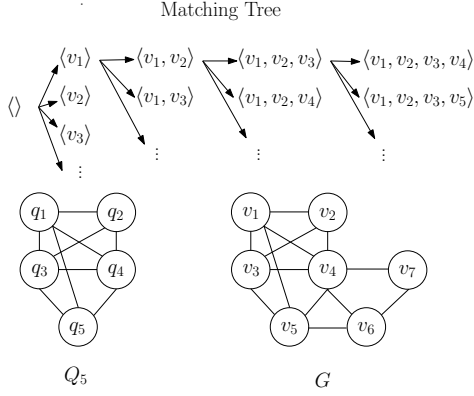 Matching Tree
⟨v₁⟩ ⟨v₁, v₂⟩ ⟨v₁, v₂, v₃⟩ ⟨v₁, v₂, v₃, v₄⟩
⟨⟩ ⟨v₂⟩ ⟨v₁, v₃⟩ ⟨v₁, v₂, v₄⟩ ⟨v₁, v₂, v₃, v₅⟩
⟨v₃⟩
⋮ ⋮ ⋮ ⋮
q₁ q₂ v₁ v₂
q₃ q₄ v₃ v₄ v₇
q₅ v₅ v₆
Q₅ G